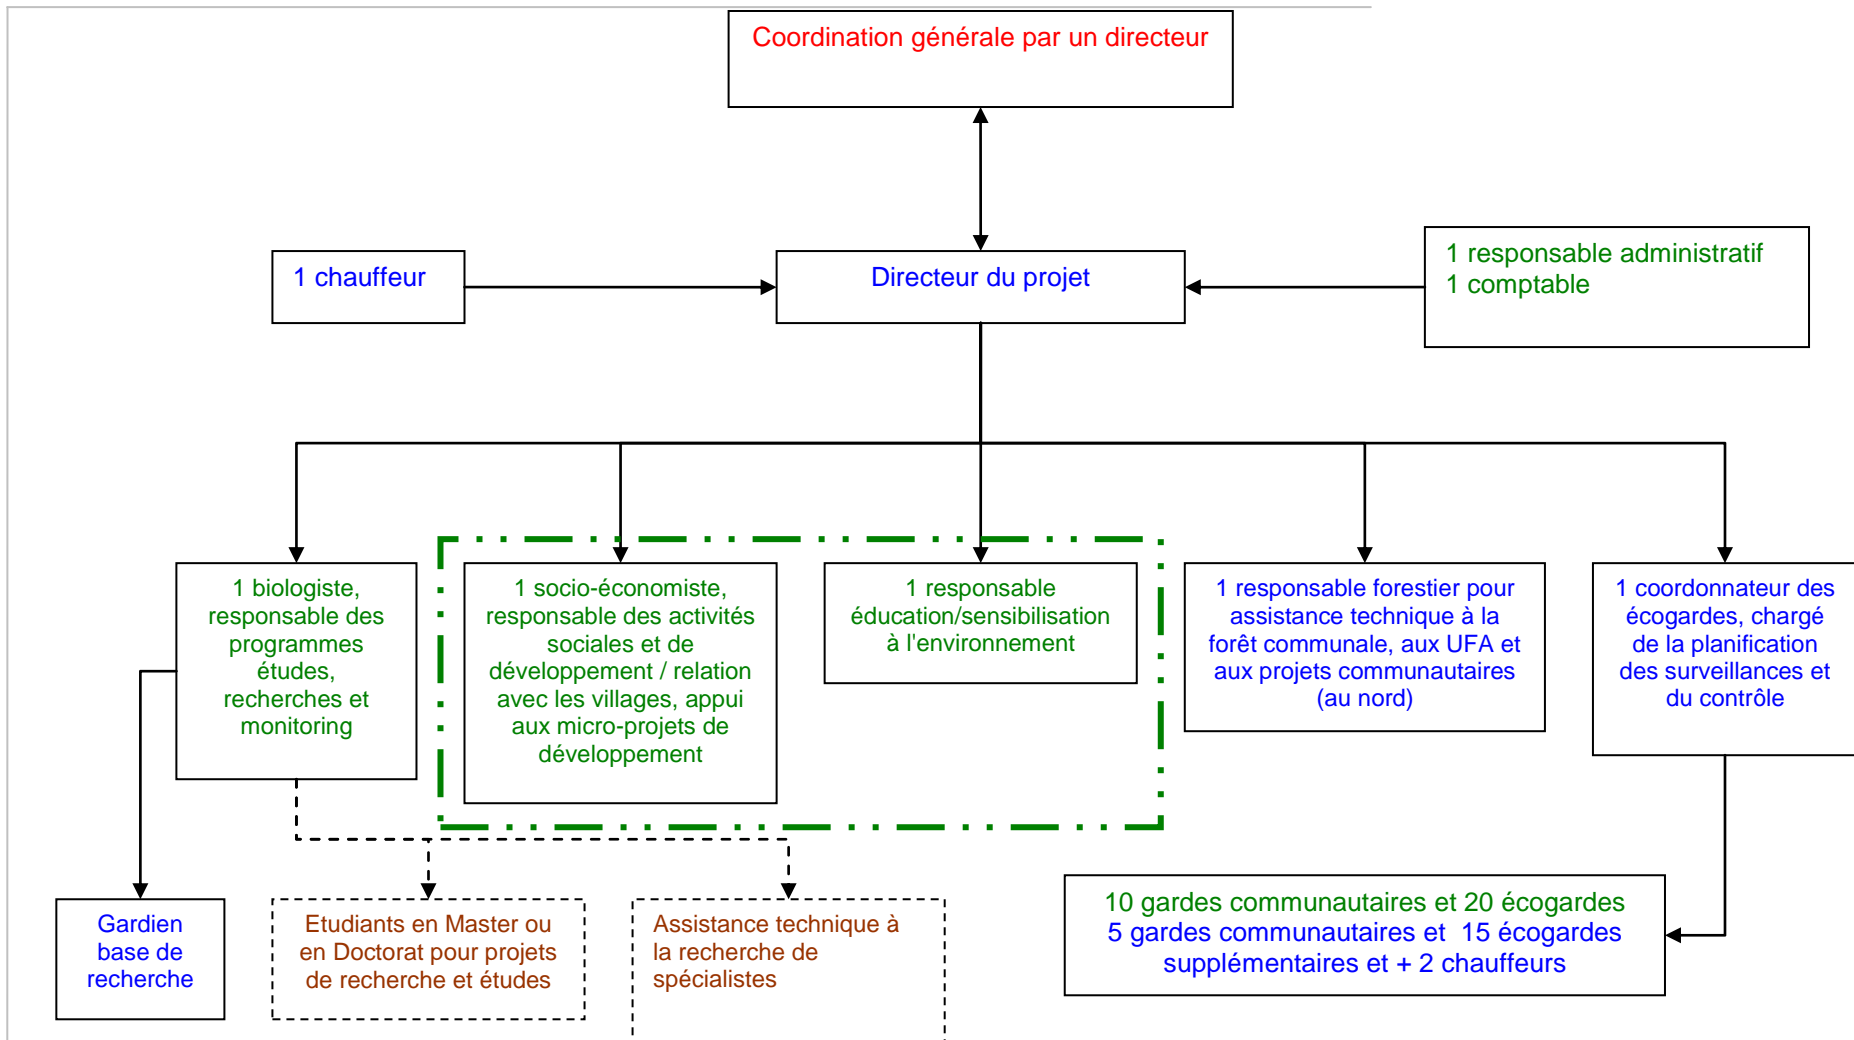 Coordination générale par un directeur
1 chauffeur
Directeur du projet
1 responsable administratif
1 comptable
1 biologiste,
responsable des
programmes
études,
recherches et
monitoring
1 socio-économiste,
responsable des activités
sociales et de
développement / relation
avec les villages, appui
aux micro-projets de
développement
1 responsable
éducation/sensibilisation
à l'environnement
1 responsable forestier pour
assistance technique à la
forêt communale, aux UFA et
aux projets communautaires
(au nord)
1 coordonnateur des
écogardes, chargé
de la planification
des surveillances et
du contrôle
Gardien
base de
recherche
Etudiants en Master ou
en Doctorat pour projets
de recherche et études
Assistance technique à
la recherche de
spécialistes
10 gardes communautaires et 20 écogardes
5 gardes communautaires et 15 écogardes
supplémentaires et + 2 chauffeurs